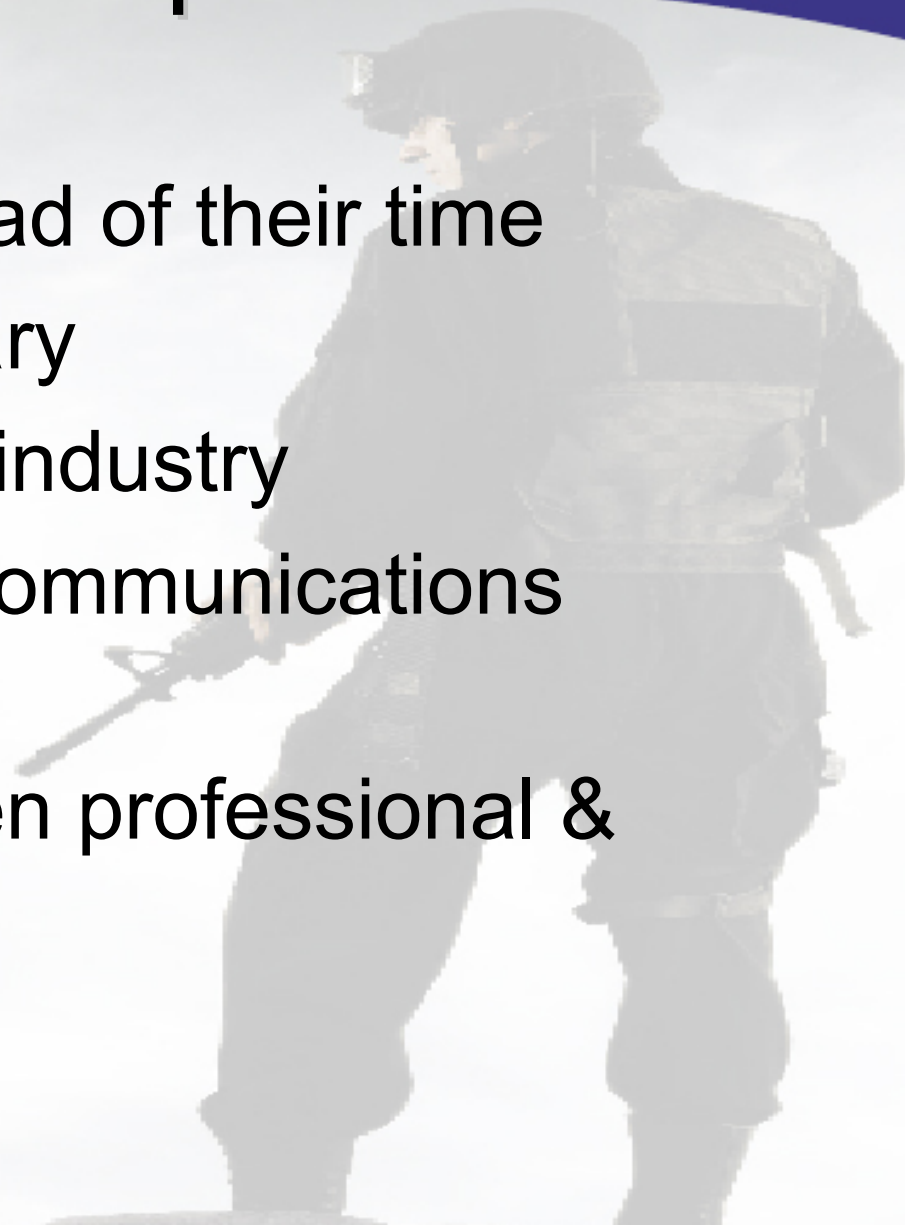 ad of their time
ry
industry
ommunications
en professional &